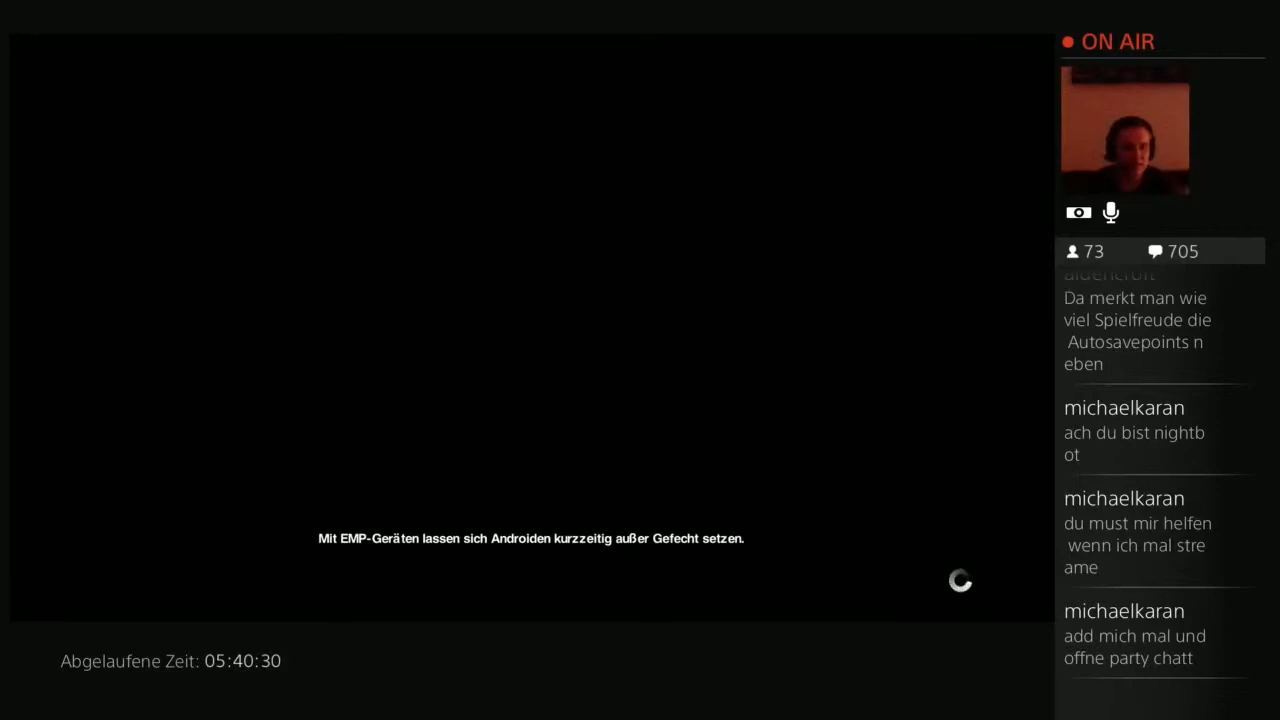 ON AIR
73 705
aldencroft
Da merkt man wie
viel Spielfreude die
Autosavepoints n
eben
michaelkaran
ach du bist nightb
ot
michaelkaran
du must mir helfen
wenn ich mal stre
ame
michaelkaran
add mich mal und
offne party chatt
Mit EMP-Geräten lassen sich Androiden kurzzeitig außer Gefecht setzen.
Abgelaufene Zeit: 05:40:30